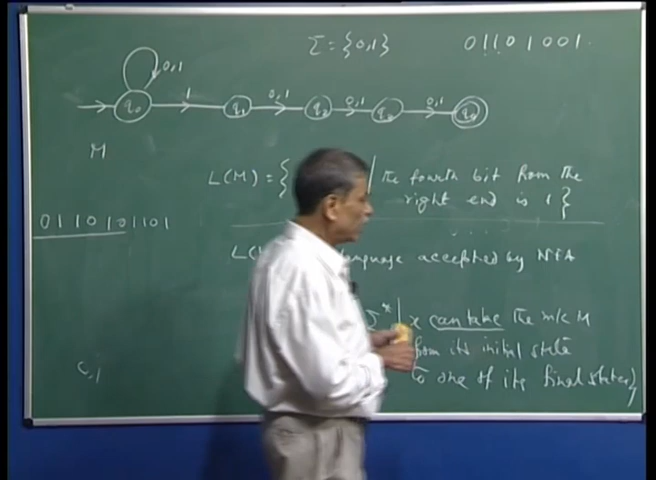 Σ = {0,1} 01101001.
0,1
q₀ 1 q₁ 0,1 q₂ 0,1 q₃ 0,1 q₄
M
L(M) = { | the fourth bit from the
right end is 1}
0110101101
L( language accepted by NFA
Σ* | x can take the m/c M
from its initial state
to one of its final states}